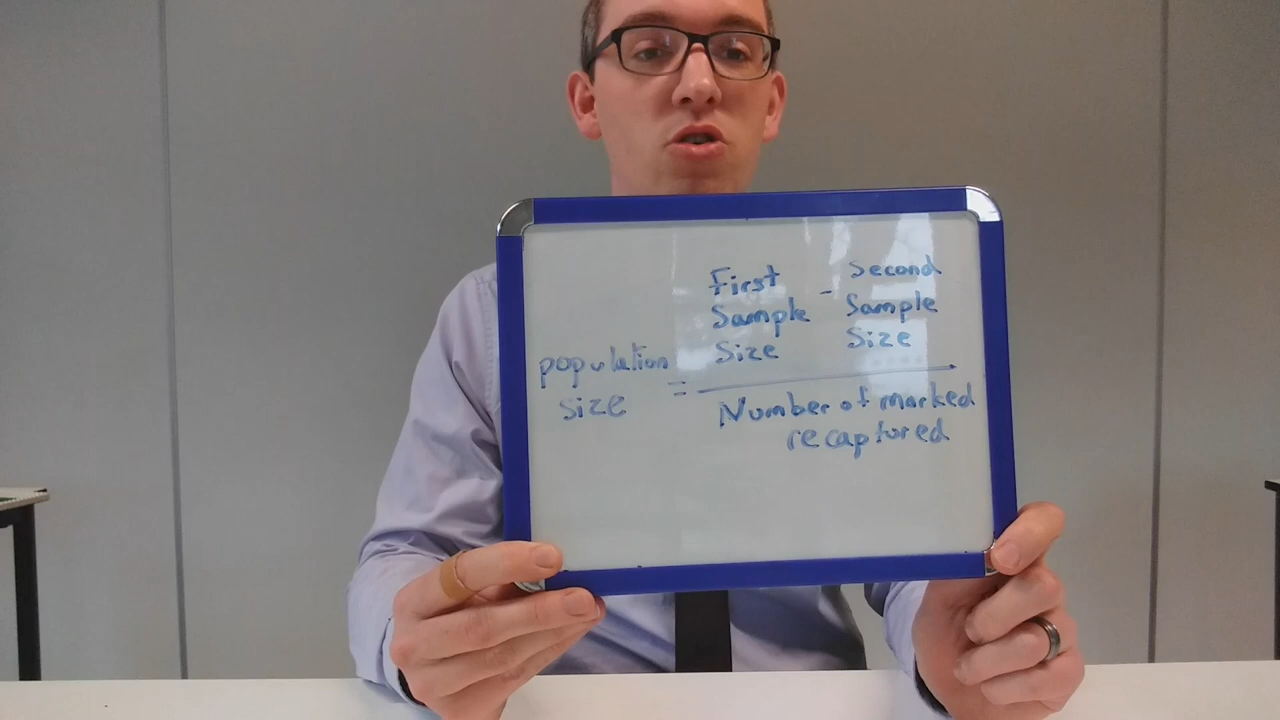 First - Second
Sample Sample
Size Size
population
size =
Number of marked
recaptured